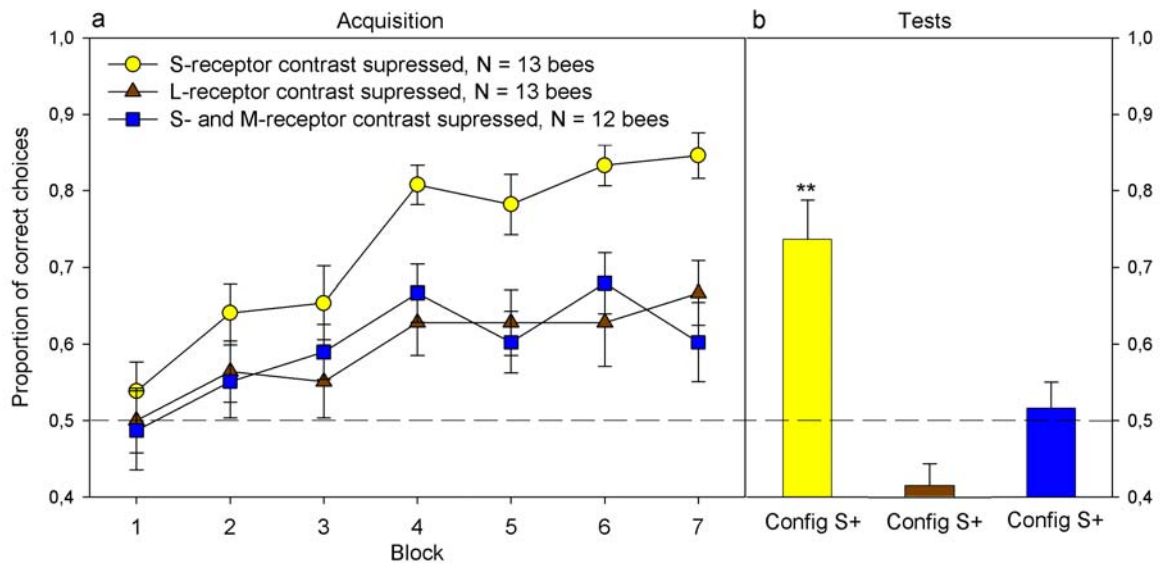 a
Acquisition
b
Tests
1,0
0,9
0,8
0,7
0,6
0,5
0,4
Proportion of correct choices
S-receptor contrast supressed, N = 13 bees
L-receptor contrast supressed, N = 13 bees
S- and M-receptor contrast supressed, N = 12 bees
1 2 3 4 5 6 7
Block
**
Config S+ Config S+ Config S+
1,0
0,9
0,8
0,7
0,6
0,5
0,4